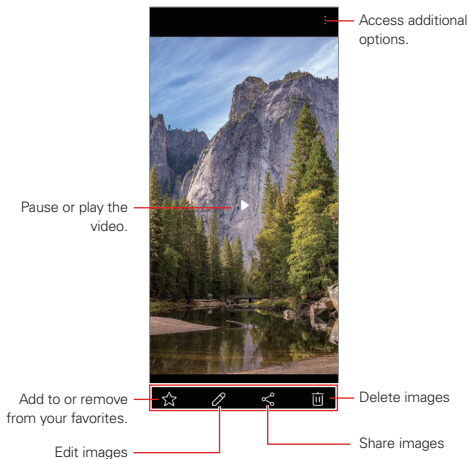 Access additional
options.
Pause or play the
video.
Add to or remove
from your favorites.
Delete images
Edit images
Share images